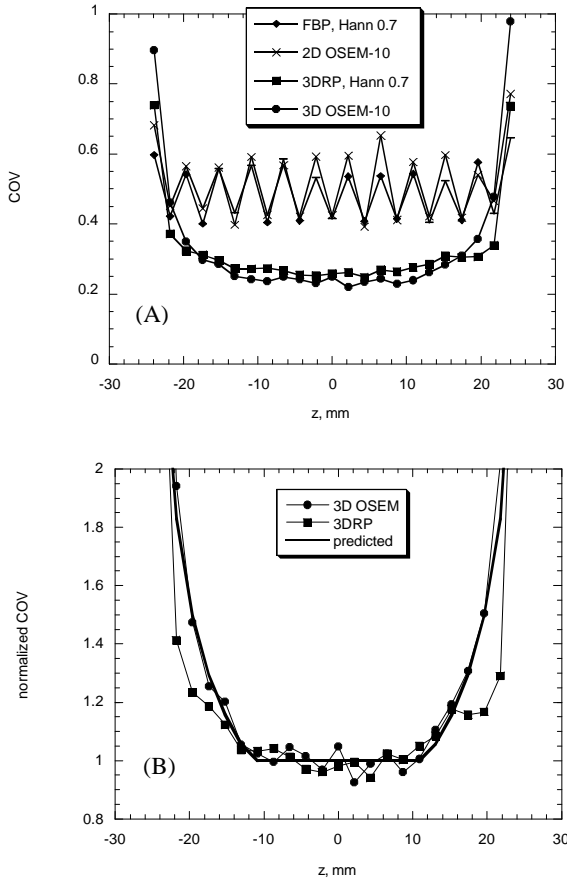 1
0.8
0.6
0.4
0.2
0
COV
FBP, Hann 0.7
2D OSEM-10
3DRP, Hann 0.7
3D OSEM-10
(A)
-30 -20 -10 0 10 20 30
z, mm
2
1.8
1.6
1.4
1.2
1
0.8
normalized COV
3D OSEM
3DRP
predicted
(B)
-30 -20 -10 0 10 20 30
z, mm